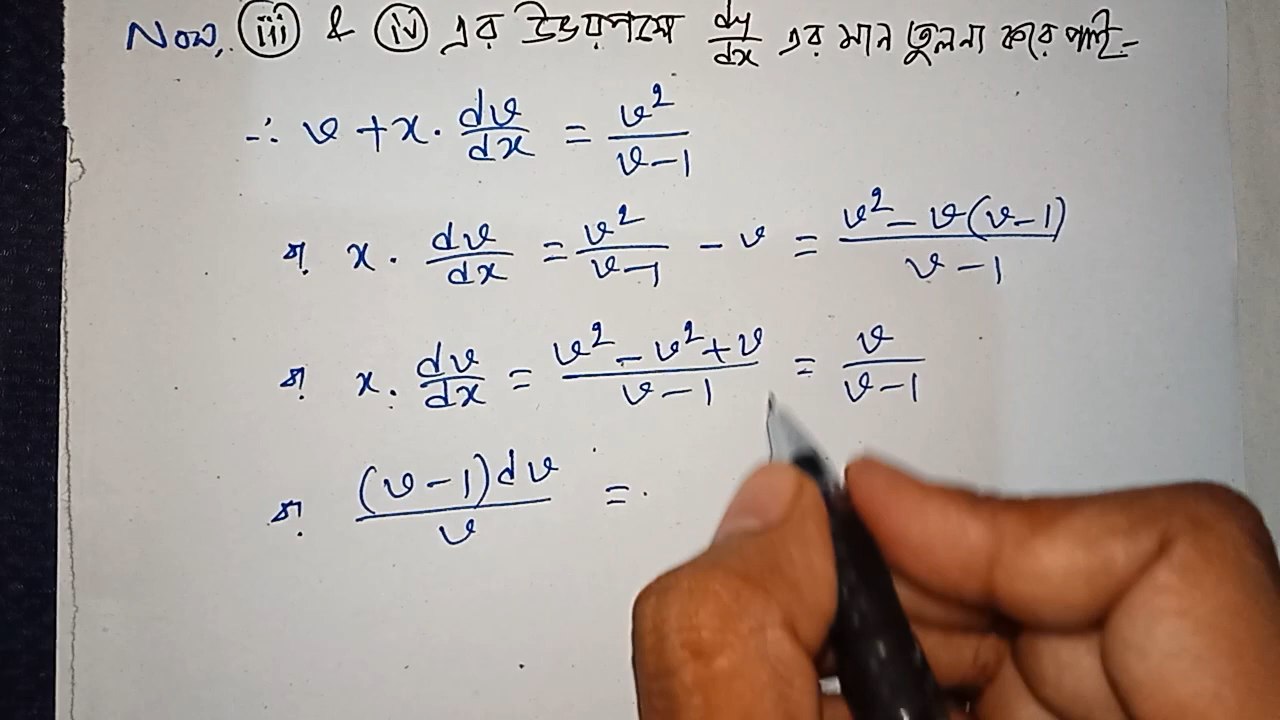 Now, (iii) & (iv) এর উভয়পক্ষে dy/dx এর মান তুলনা করে পাই-
∴ v + x · dv/dx = v²/(v-1)
বা, x · dv/dx = v²/(v-1) - v = (v² - v(v-1))/(v-1)
বা, x · dv/dx = (v² - v² + v)/(v-1) = v/(v-1)
বা, (v-1)dv/v =